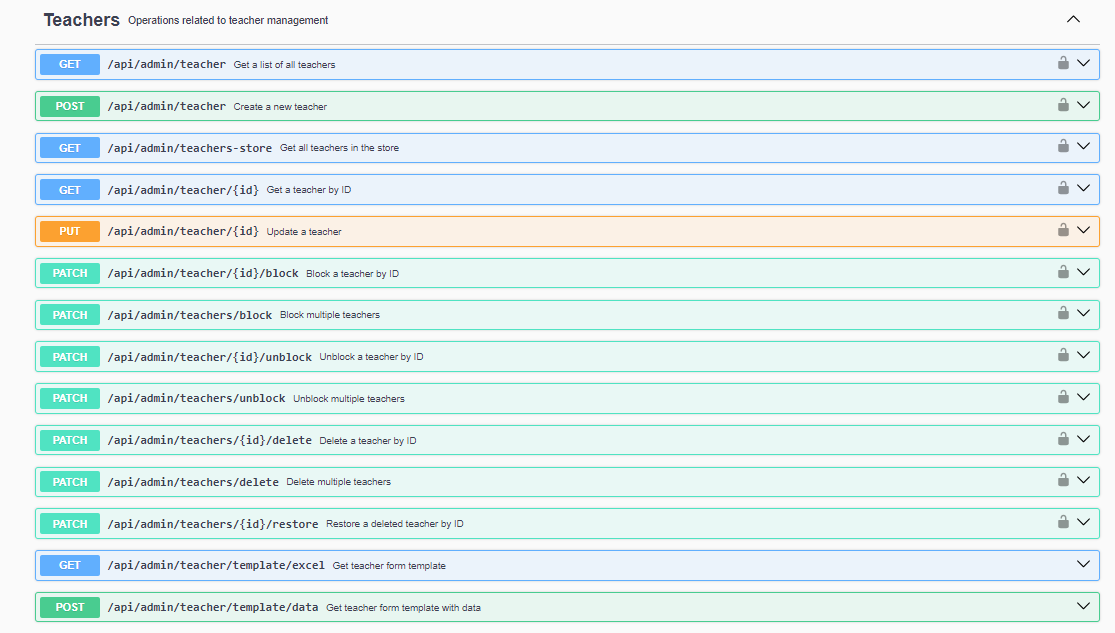 Teachers Operations related to teacher management
GET /api/admin/teacher Get a list of all teachers
POST /api/admin/teacher Create a new teacher
GET /api/admin/teachers-store Get all teachers in the store
GET /api/admin/teacher/{id} Get a teacher by ID
PUT /api/admin/teacher/{id} Update a teacher
PATCH /api/admin/teacher/{id}/block Block a teacher by ID
PATCH /api/admin/teachers/block Block multiple teachers
PATCH /api/admin/teacher/{id}/unblock Unblock a teacher by ID
PATCH /api/admin/teachers/unblock Unblock multiple teachers
PATCH /api/admin/teachers/{id}/delete Delete a teacher by ID
PATCH /api/admin/teachers/delete Delete multiple teachers
PATCH /api/admin/teachers/{id}/restore Restore a deleted teacher by ID
GET /api/admin/teacher/template/excel Get teacher form template
POST /api/admin/teacher/template/data Get teacher form template with data